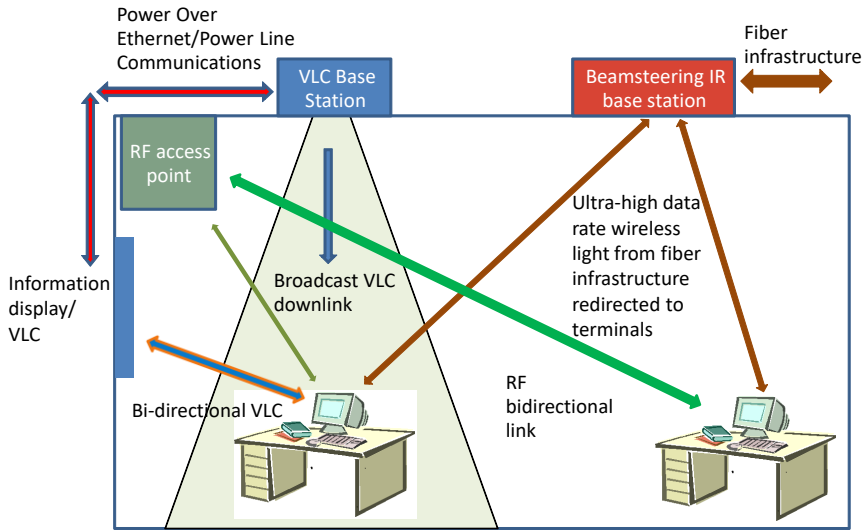 Power Over
Ethernet/Power Line
Communications
VLC Base
Station
Beamsteering IR
base station
Fiber
infrastructure
RF access
point
Ultra-high data
rate wireless
light from fiber
infrastructure
redirected to
terminals
Information
display/
VLC
Broadcast VLC
downlink
Bi-directional VLC
RF
bidirectional
link